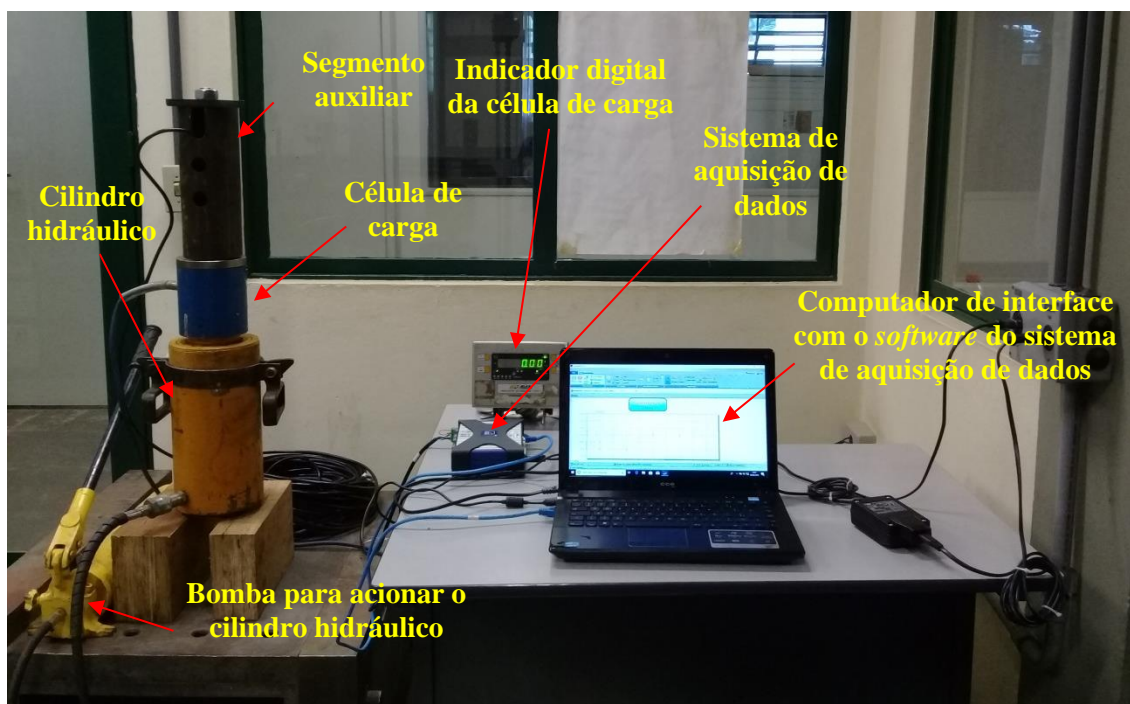 Segmento
auxiliar
Indicador digital
da célula de carga
Sistema de
aquisição de
dados
Cilindro
hidráulico
Célula de
carga
Computador de interface
com o software do sistema
de aquisição de dados
0.00
Bomba para acionar o
cilindro hidráulico